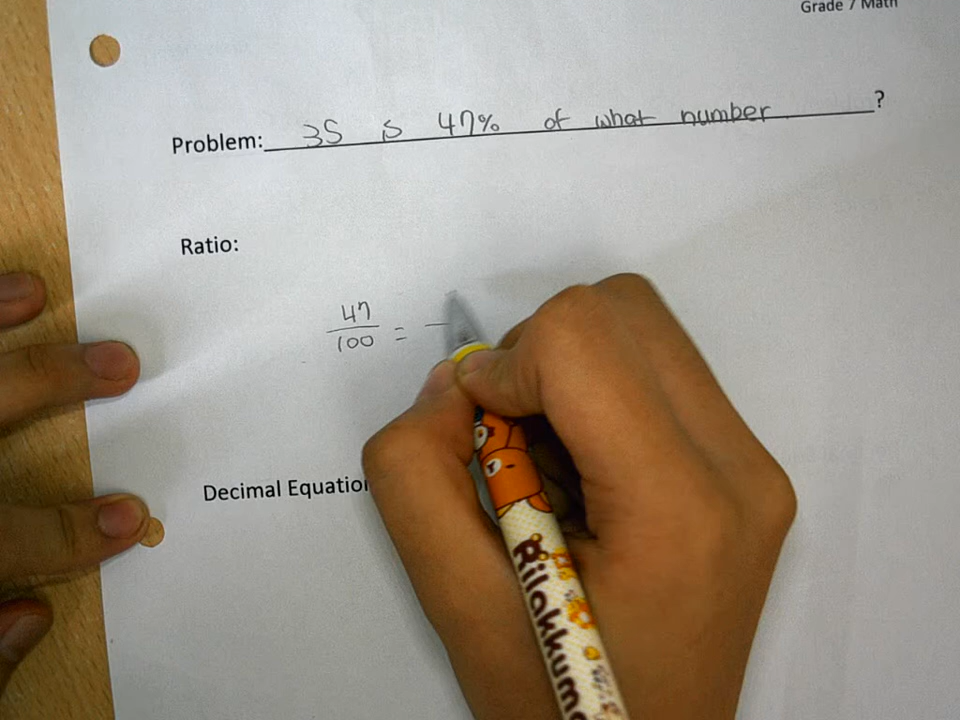 Grade 7 Math
Problem: 35 is 47% of what number ?
Ratio:
47
100 =
Decimal Equation
Rilakkuma